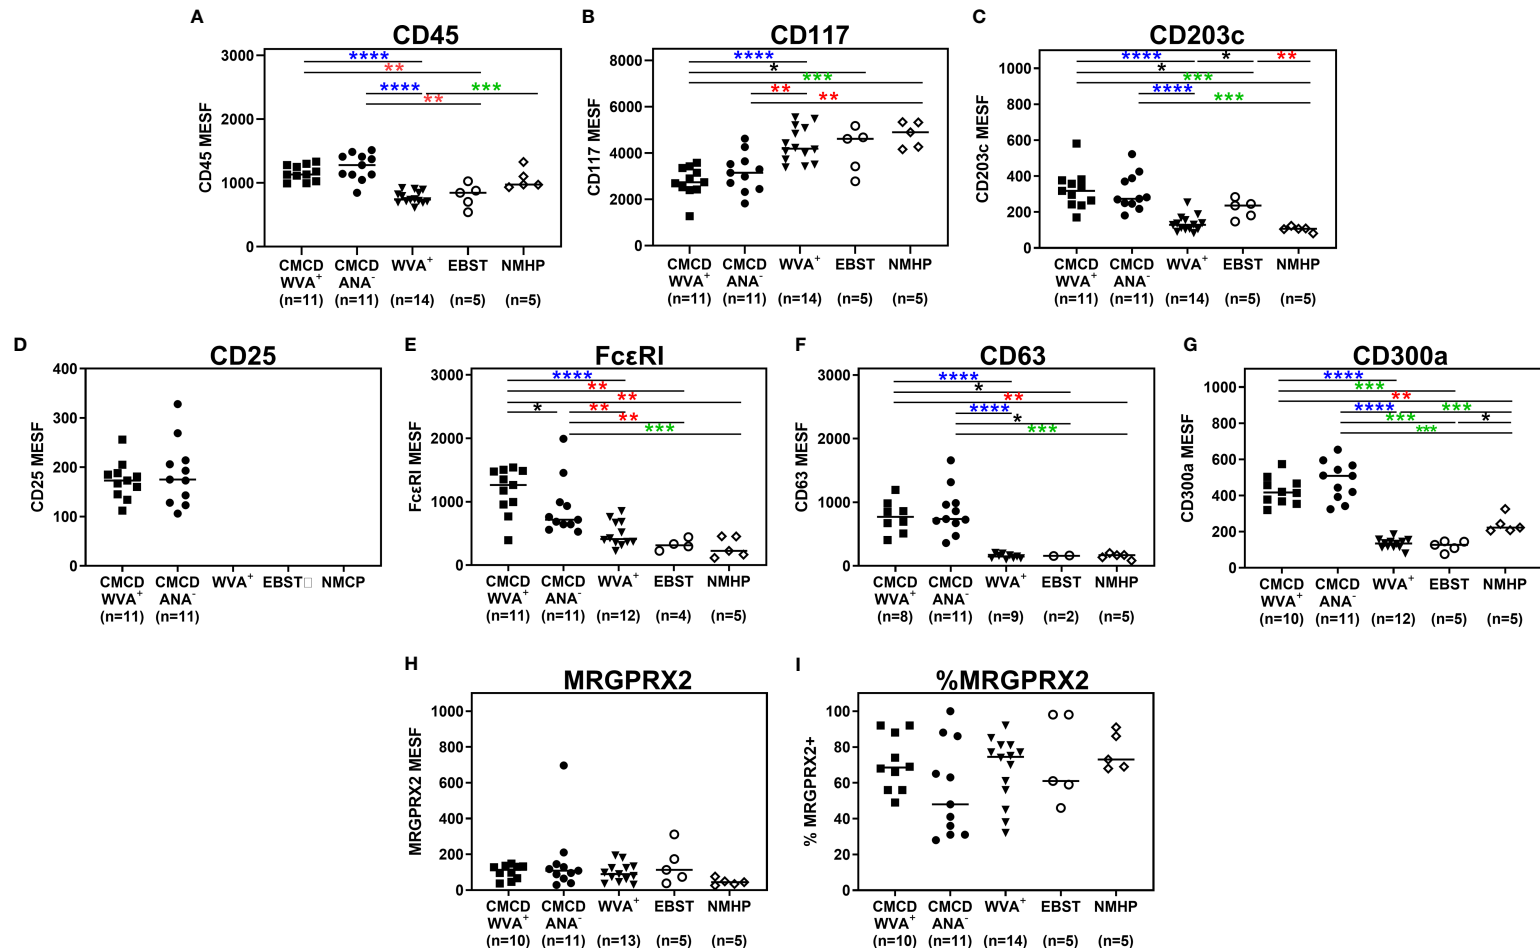 A
CD45
CD45 MESF
3000
2000
1000
0
**** 
**
**** ***
**
CMCD CMCD WVA+ EBST NMHP
WVA+ ANA-
(n=11) (n=11) (n=14) (n=5) (n=5)
B
CD117
CD117 MESF
8000
6000
4000
2000
0
****
*
***
**
**
CMCD CMCD WVA+ EBST NMHP
WVA+ ANA-
(n=11) (n=11) (n=14) (n=5) (n=5)
C
CD203c
CD203c MESF
1000
800
600
400
200
0
**** * **
*
***
****
***
CMCD CMCD WVA+ EBST NMHP
WVA+ ANA-
(n=11) (n=11) (n=14) (n=5) (n=5)
D
CD25
CD25 MESF
400
300
200
100
0
CMCD CMCD WVA+ EBST□ NMCP
WVA+ ANA-
(n=11) (n=11)
E
FcεRI
FcεRI MESF
3000
2000
1000
0
****
**
**
* **
**
***
CMCD CMCD WVA+ EBST NMHP
WVA+ ANA-
(n=11) (n=11) (n=12) (n=4) (n=5)
F
CD63
CD63 MESF
3000
2000
1000
0
****
*
**
****
*
***
CMCD CMCD WVA+ EBST NMHP
WVA+ ANA-
(n=8) (n=11) (n=9) (n=2) (n=5)
G
CD300a
CD300a MESF
1000
800
600
400
200
0
****
***
**
**** ***
*** *
***
CMCD CMCD WVA+ EBST NMHP
WVA+ ANA-
(n=10) (n=11) (n=12) (n=5) (n=5)
H
MRGPRX2
MRGPRX2 MESF
1000
800
600
400
200
0
CMCD CMCD WVA+ EBST NMHP
WVA+ ANA-
(n=10) (n=11) (n=13) (n=5) (n=5)
I
%MRGPRX2
% MRGPRX2+
100
80
60
40
20
0
CMCD CMCD WVA+ EBST NMHP
WVA+ ANA-
(n=10) (n=11) (n=14) (n=5) (n=5)